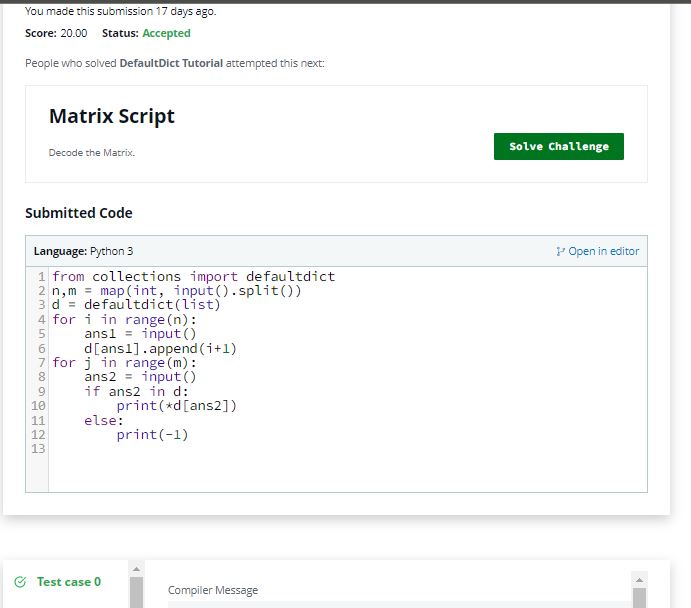 You made this submission 17 days ago.
Score: 20.00 Status: Accepted
People who solved DefaultDict Tutorial attempted this next:
Matrix Script
Decode the Matrix.
Solve Challenge
Submitted Code
Language: Python 3
Open in editor
1 from collections import defaultdict
2 n,m = map(int, input().split())
3 d = defaultdict(list)
4 for i in range(n):
5     ans1 = input()
6     d[ans1].append(i+1)
7 for j in range(m):
8     ans2 = input()
9     if ans2 in d:
10         print(*d[ans2])
11     else:
12         print(-1)
13
Test case 0
Compiler Message